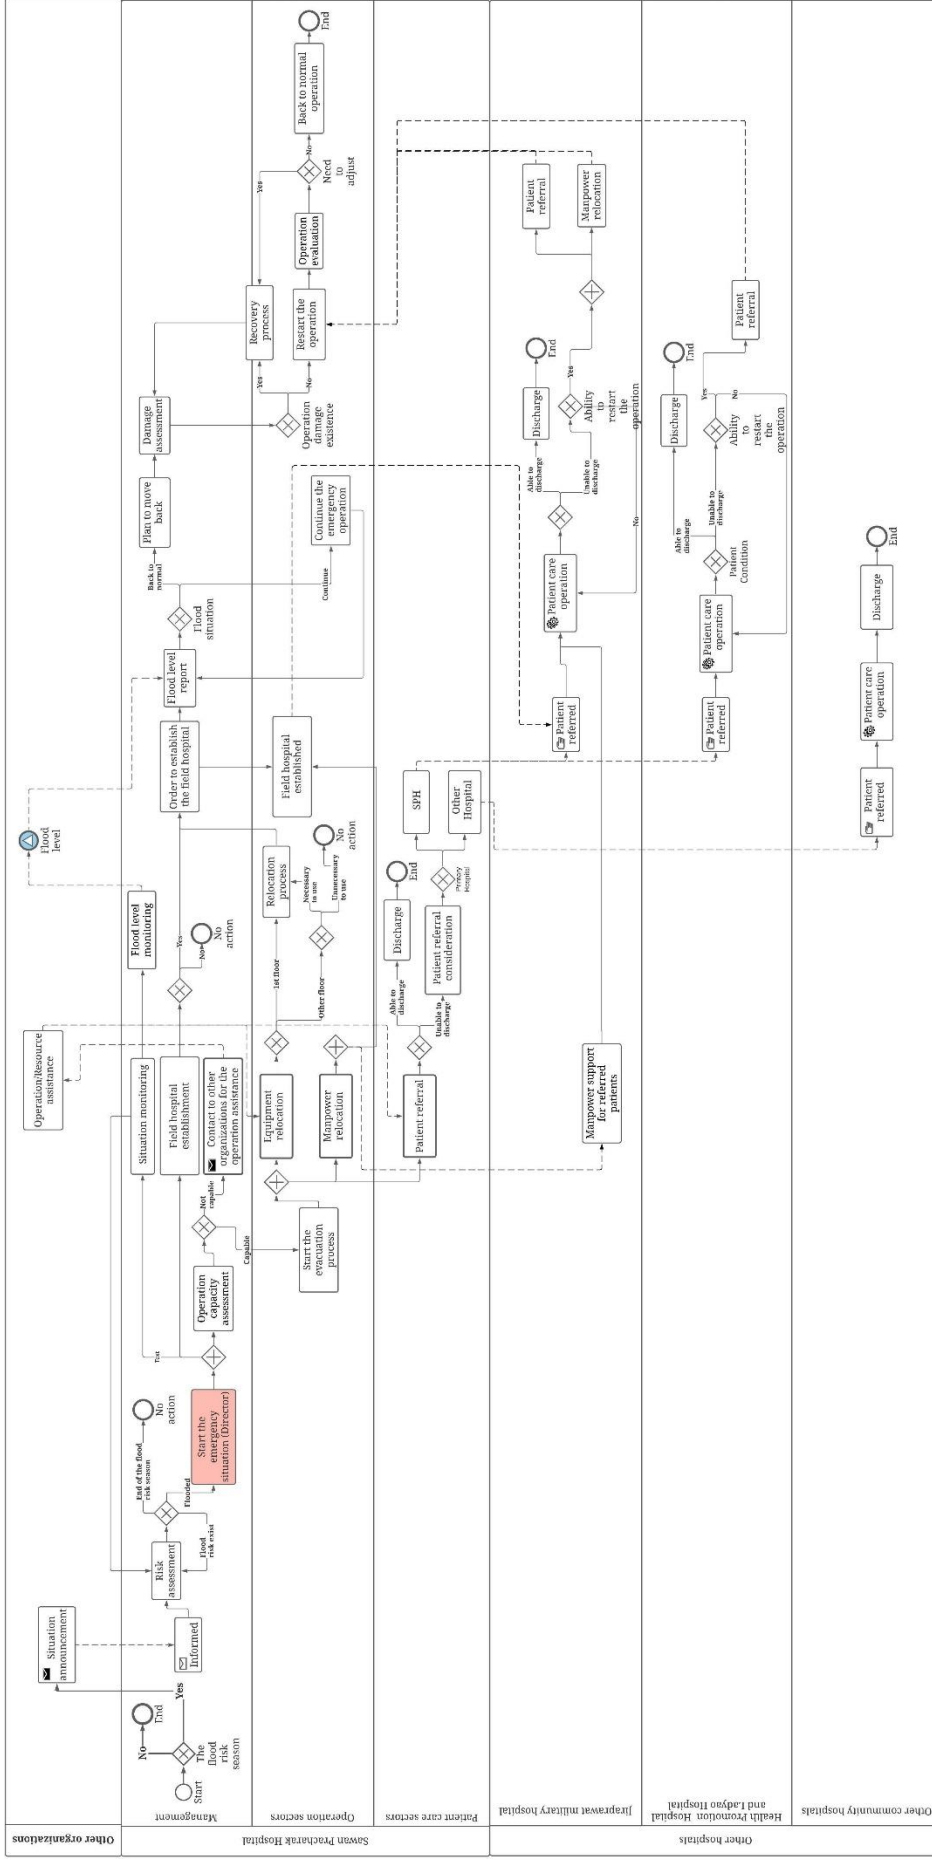 Other organizations
Sawan Pracharak Hospital
Other hospitals
Management
Operation sectors
Patient care sectors
Jiraprawat military hospital
Health Promotion Hospital
and Ladyao Hospital
Other community hospitals
Start
The
flood
risk
season
No
End
Yes
Situation
announcement
Informed
Risk
assessment
Flood
risk exist
End of the flood
risk season
No
action
Flooded
Start the
emergency
situation (Director)
Text
Operation
capacity
assessment
Not
capable
Capable
Situation monitoring
Field hospital
establishment
Contact to other
organizations for the
operation assistance
Operation/Resource
assistance
Flood level
monitoring
Flood
level
Yes
No
No
action
Order to establish
the field hospital
Flood level
report
Flood
situation
Back to
normal
Continue
Plan to move
back
Continue the
emergency
operation
Damage
assessment
Operation
damage
existence
Yes
No
Recovery
process
Restart the
operation
Operation
evaluation
Need
to
adjust
Yes
No
Back to normal
operation
End
Start the
evacuation
process
Equipment
relocation
Manpower
relocation
Patient referral
1st floor
Other floor
Relocation
process
Necessary
to use
Unnecessary
to use
No
action
Field hospital
established
Able to
discharge
Unable to
discharge
Discharge
End
Patient referral
consideration
Primary
Hospital
SPH
Other
Hospital
Manpower support
for referred
patients
Patient
referred
Patient care
operation
Able to
discharge
Unable to
discharge
Discharge
End
Ability
to
restart
the
operation
Yes
No
Patient
referral
Manpower
relocation
Patient
referred
Patient care
operation
Patient
Condition
Able to
discharge
Unable to
discharge
Discharge
End
Ability
to
restart
the
operation
Yes
No
Patient
referral
Patient
referred
Patient care
operation
Discharge
End